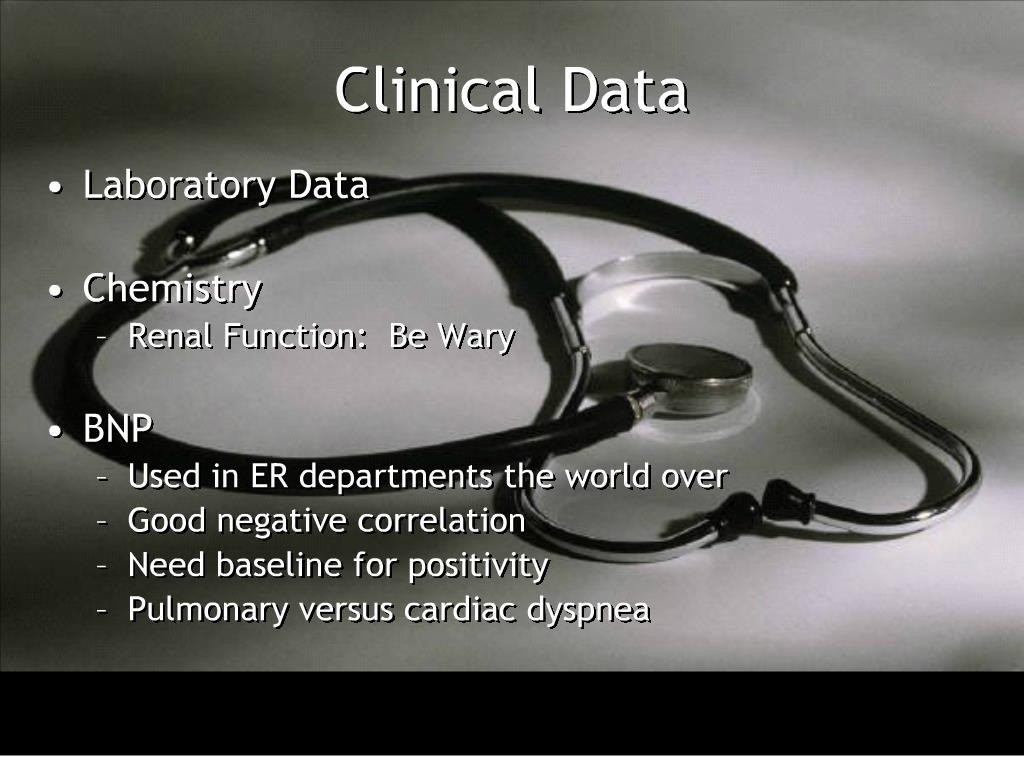 Clinical Data
• Laboratory Data
• Chemistry
– Renal Function:  Be Wary
• BNP
– Used in ER departments the world over
– Good negative correlation
– Need baseline for positivity
– Pulmonary versus cardiac dyspnea